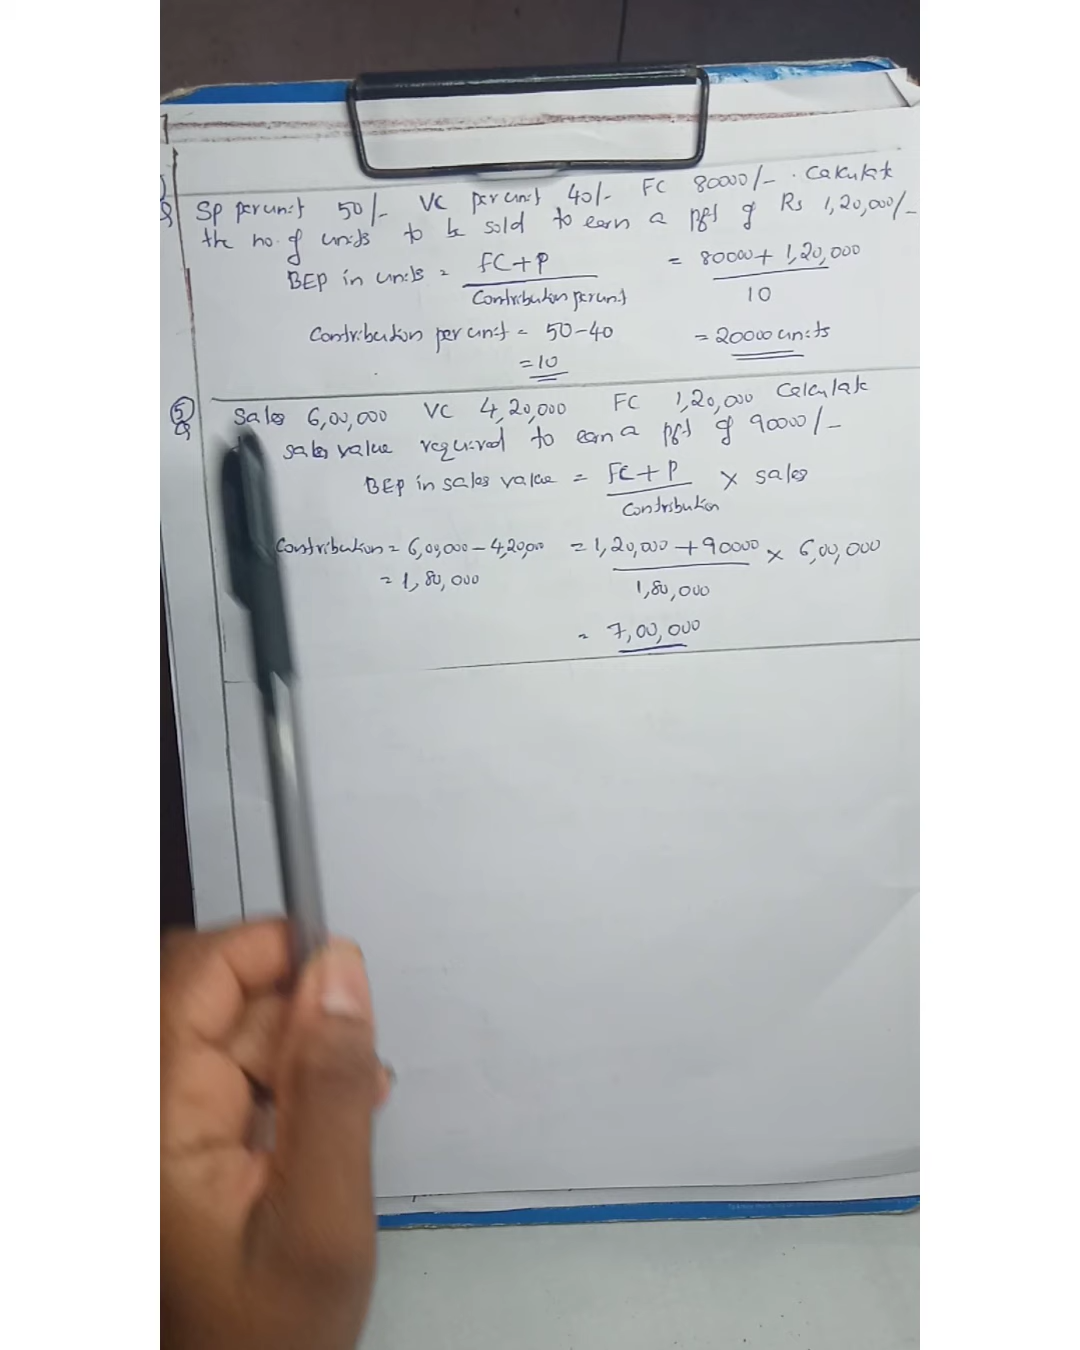 Sp per unit 50/- VC per unit 40/- FC 80000/- . Calculate
the no. of units to be sold to earn a pft of Rs 1,20,000/-
BEP in units = FC+P / Contribution per unit = 80000+1,20,000 / 10
Contribution per unit = 50-40 = 20000 units
=10
5 Sales 6,00,000 VC 4,20,000 FC 1,20,000 Calculate
sales value required to earn a pft of 90000/-
BEP in sales value = FC+P / Contribution × sales
Contribution = 6,00,000 - 4,20,000 = 1,20,000 + 90000 / 1,80,000 × 6,00,000
= 1,80,000
= 7,00,000